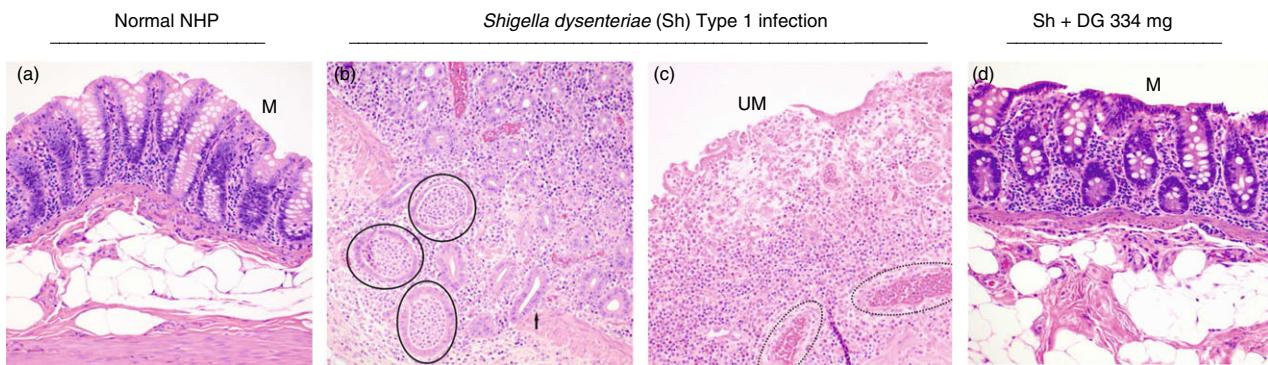 Normal NHP
Shigella dysenteriae (Sh) Type 1 infection
Sh + DG 334 mg
(a)
M
(b)
(c)
UM
(d)
M